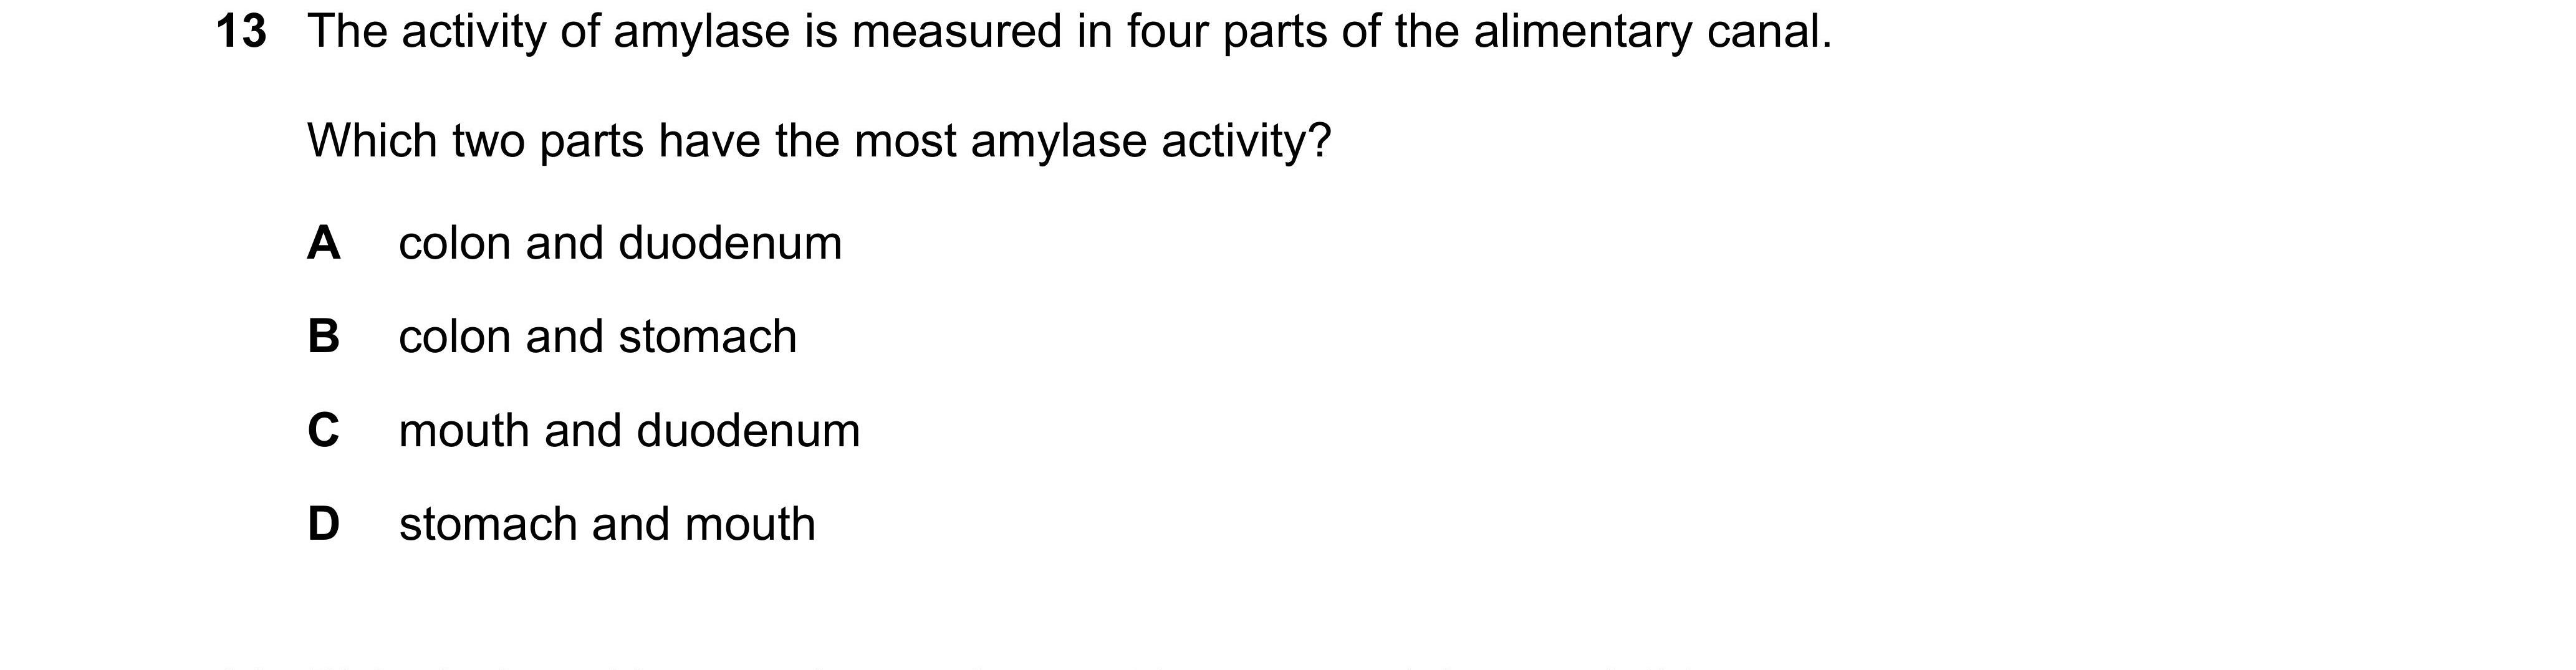 13 The activity of amylase is measured in four parts of the alimentary canal.
Which two parts have the most amylase activity?
A colon and duodenum
B colon and stomach
C mouth and duodenum
D stomach and mouth